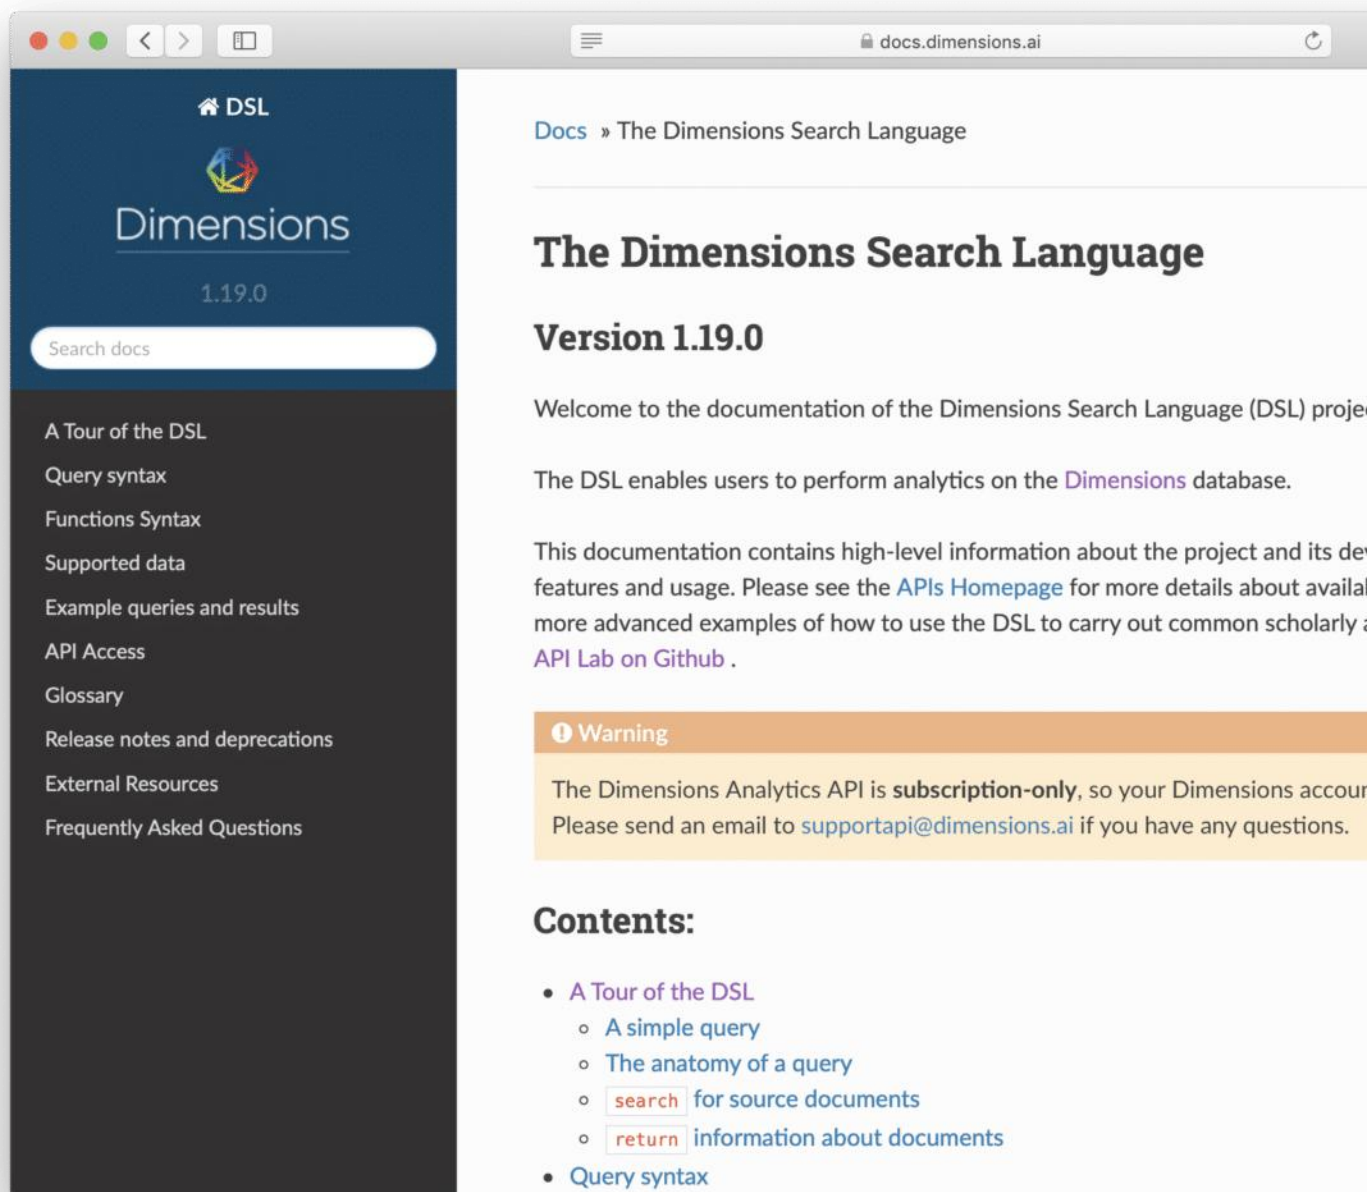 docs.dimensions.ai
DSL
Dimensions
1.19.0
Search docs
A Tour of the DSL
Query syntax
Functions Syntax
Supported data
Example queries and results
API Access
Glossary
Release notes and deprecations
External Resources
Frequently Asked Questions
Docs » The Dimensions Search Language
The Dimensions Search Language
Version 1.19.0
Welcome to the documentation of the Dimensions Search Language (DSL)
The DSL enables users to perform analytics on the Dimensions database.
This documentation contains high-level information about the project and its
features and usage. Please see the APIs Homepage for more details about
more advanced examples of how to use the DSL to carry out common scholarly
API Lab on Github .
Warning
The Dimensions Analytics API is subscription-only, so your Dimensions
Please send an email to supportapi@dimensions.ai if you have any questions.
Contents:
• A Tour of the DSL
◦ A simple query
◦ The anatomy of a query
◦ search for source documents
◦ return information about documents
• Query syntax